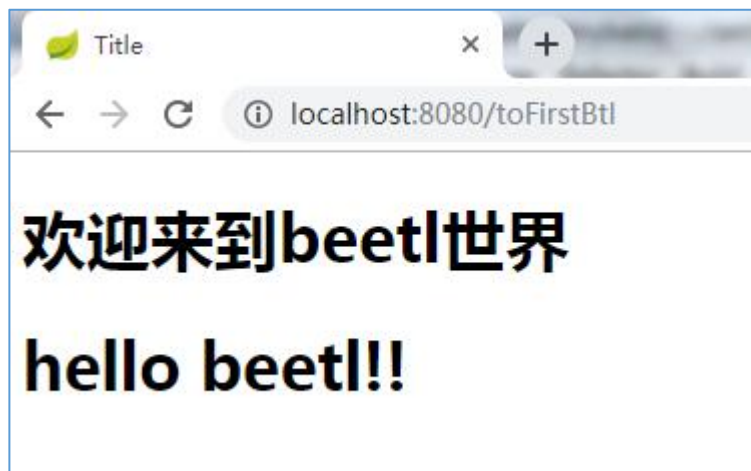 Title
localhost:8080/toFirstBtl
欢迎来到beetl世界
hello beetl!!